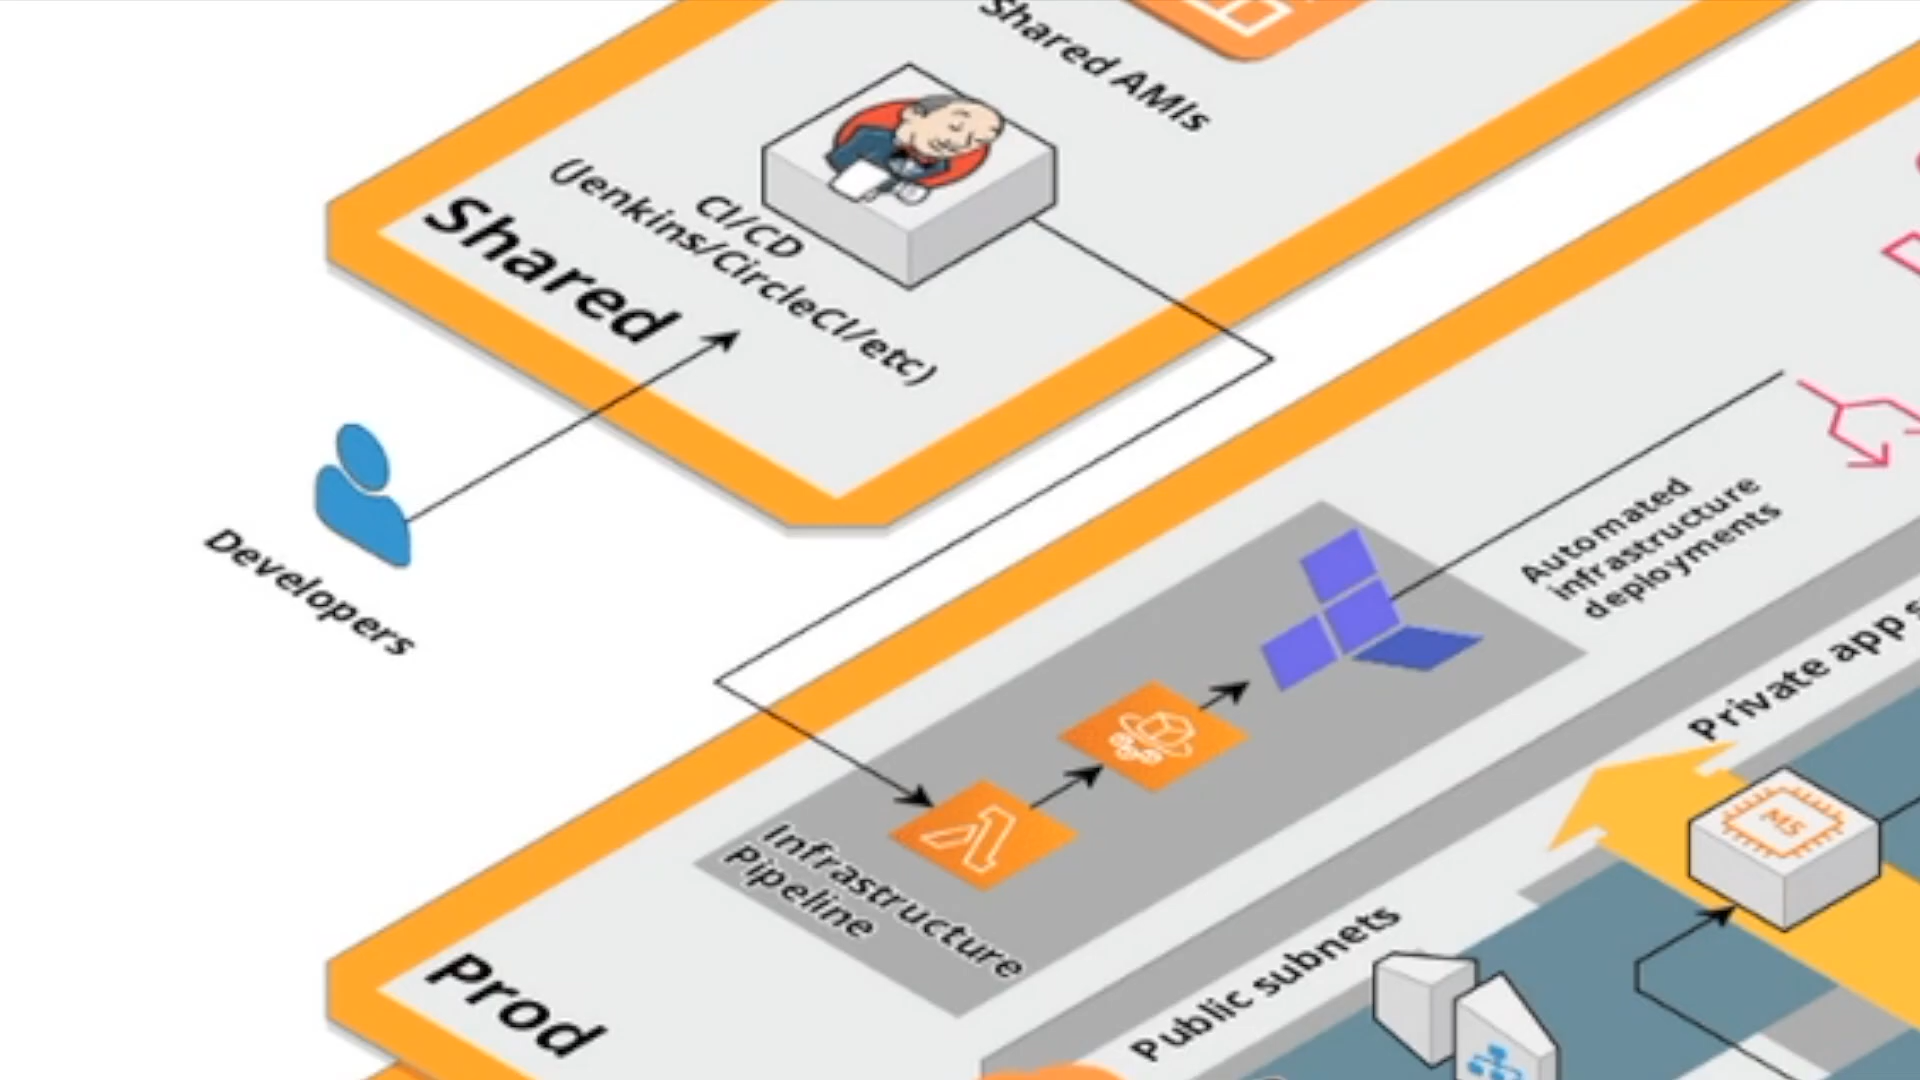 Shared AMIs
CI/CD
(Jenkins/CircleCI/etc)
Shared
Developers
Automated
infrastructure
deployments
Private app s
M5
Infrastructure
Pipeline
Public subnets
Prod